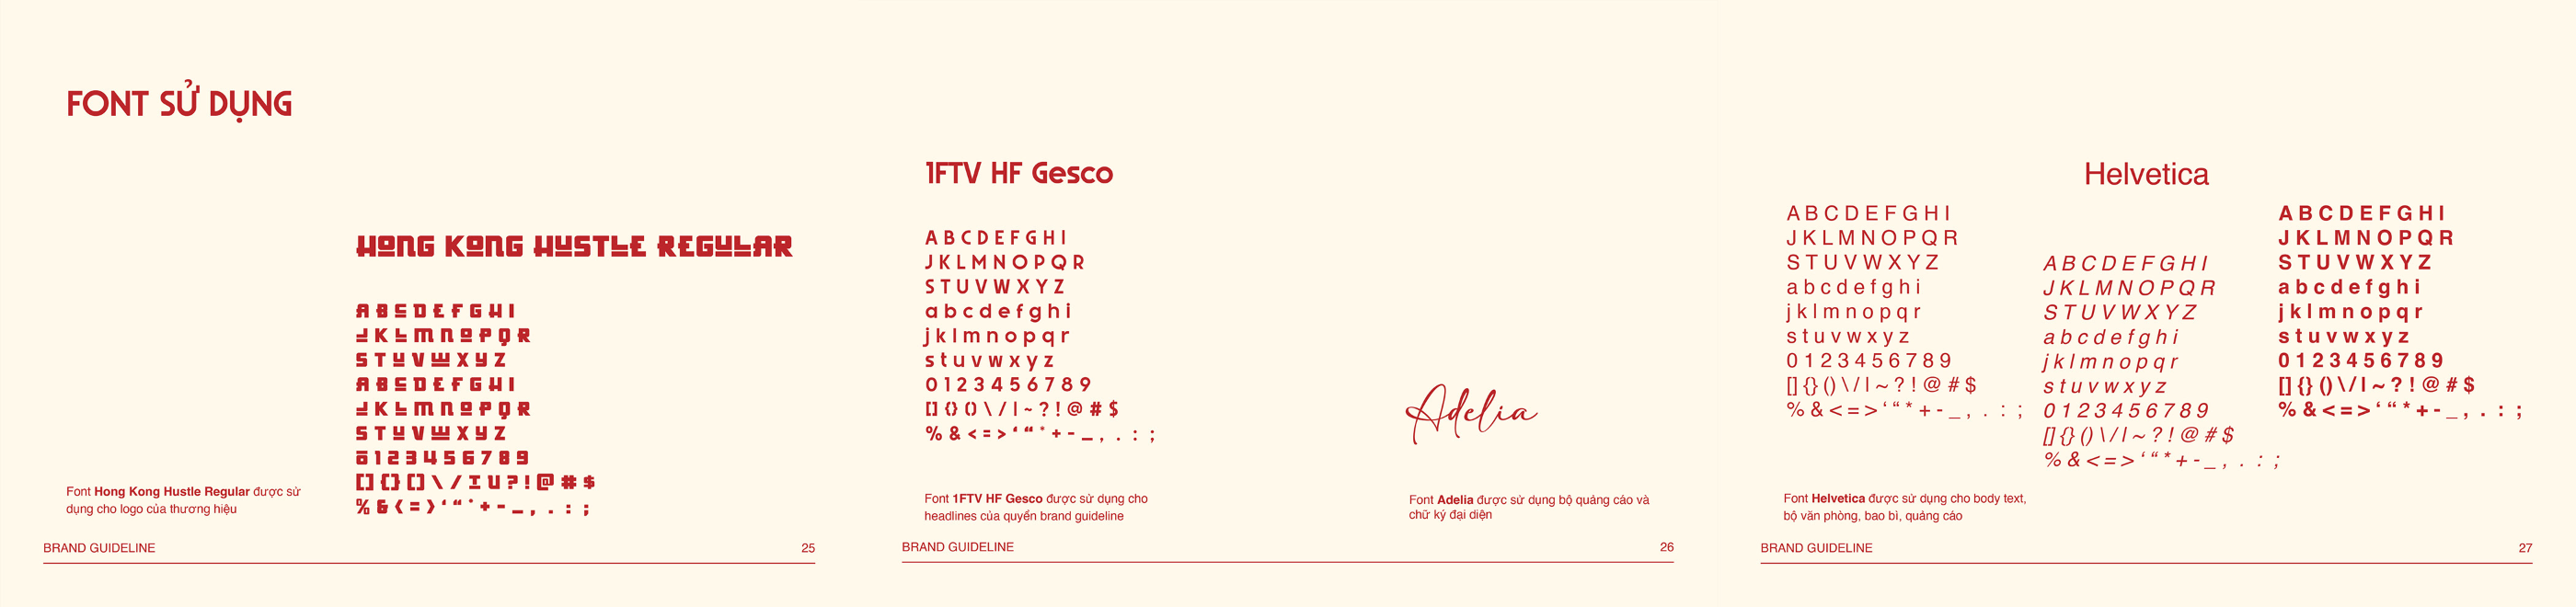 FONT SỬ DỤNG
HONG KONG HUSTLE REGULAR
A B C D E F G H I
J K L M N O P Q R
S T U V W X Y Z
A B C D E F G H I
J K L M N O P Q R
S T U V W X Y Z
0 1 2 3 4 5 6 7 8 9
[ ] { } ( ) \ / I U ? ! @ # $
% & < = > ‘ “ * + - _ , . : ;
Font Hong Kong Hustle Regular được sử
dụng cho logo của thương hiệu
BRAND GUIDELINE 25
1FTV HF Gesco
A B C D E F G H I
J K L M N O P Q R
S T U V W X Y Z
a b c d e f g h i
j k l m n o p q r
s t u v w x y z
0 1 2 3 4 5 6 7 8 9
[ ] { } ( ) \ / | ~ ? ! @ # $
% & < = > ‘ “ * + - _ , . : ;
Font 1FTV HF Gesco được sử dụng cho
headlines của quyển brand guideline
Adelia
Font Adelia được sử dụng bộ quảng cáo và
chữ ký đại diện
BRAND GUIDELINE 26
Helvetica
A B C D E F G H I
J K L M N O P Q R
S T U V W X Y Z
a b c d e f g h i
j k l m n o p q r
s t u v w x y z
0 1 2 3 4 5 6 7 8 9
[ ] { } ( ) \ / | ~ ? ! @ # $
% & < = > ‘ “ * + - _ , . : ;
A B C D E F G H I
J K L M N O P Q R
S T U V W X Y Z
a b c d e f g h i
j k l m n o p q r
s t u v w x y z
0 1 2 3 4 5 6 7 8 9
[ ] { } ( ) \ / | ~ ? ! @ # $
% & < = > ‘ “ * + - _ , . : ;
A B C D E F G H I
J K L M N O P Q R
S T U V W X Y Z
a b c d e f g h i
j k l m n o p q r
s t u v w x y z
0 1 2 3 4 5 6 7 8 9
[ ] { } ( ) \ / | ~ ? ! @ # $
% & < = > ‘ “ * + - _ , . : ;
Font Helvetica được sử dụng cho body text,
bộ văn phòng, bao bì, quảng cáo
BRAND GUIDELINE 27